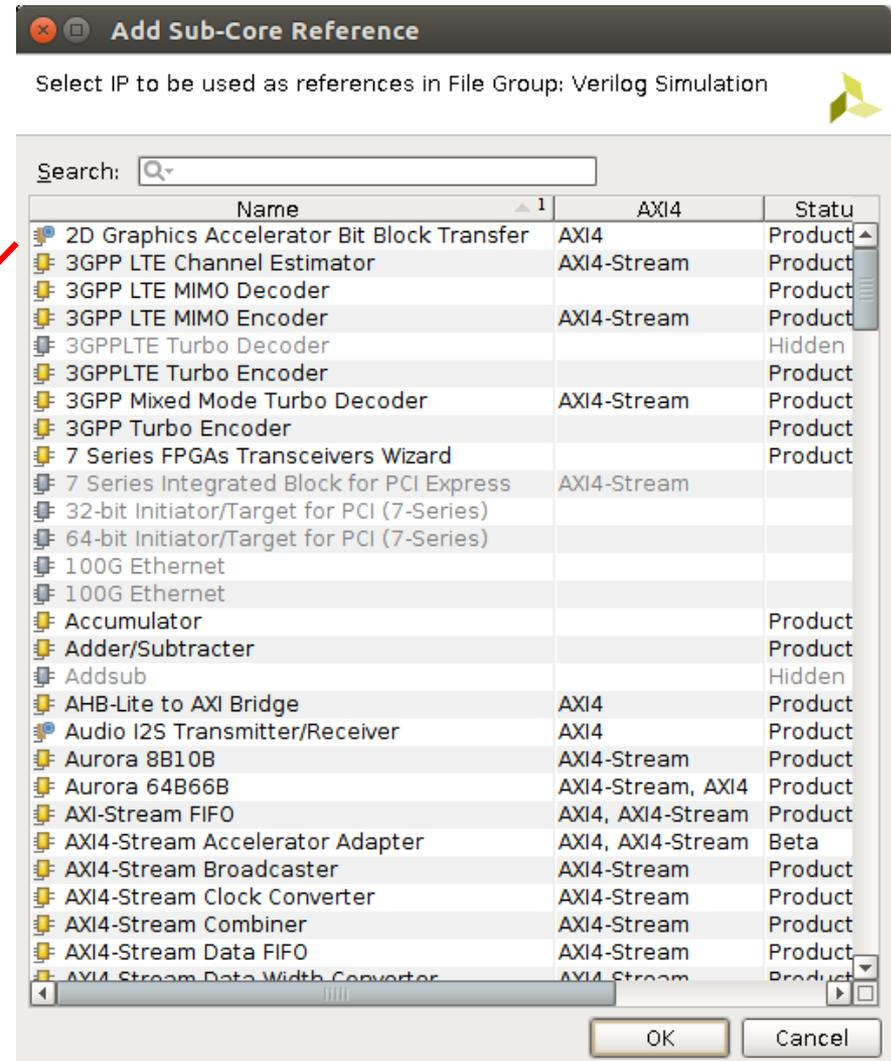 Add Sub-Core Reference
Select IP to be used as references in File Group: Verilog Simulation
Search:
Name 1 AXI4 Statu
2D Graphics Accelerator Bit Block Transfer AXI4 Product
3GPP LTE Channel Estimator AXI4-Stream Product
3GPP LTE MIMO Decoder Product
3GPP LTE MIMO Encoder AXI4-Stream Product
3GPPLTE Turbo Decoder Hidden
3GPPLTE Turbo Encoder Product
3GPP Mixed Mode Turbo Decoder AXI4-Stream Product
3GPP Turbo Encoder Product
7 Series FPGAs Transceivers Wizard Product
7 Series Integrated Block for PCI Express AXI4-Stream
32-bit Initiator/Target for PCI (7-Series)
64-bit Initiator/Target for PCI (7-Series)
100G Ethernet
100G Ethernet
Accumulator Product
Adder/Subtracter Product
Addsub Hidden
AHB-Lite to AXI Bridge AXI4 Product
Audio I2S Transmitter/Receiver AXI4 Product
Aurora 8B10B AXI4-Stream Product
Aurora 64B66B AXI4-Stream, AXI4 Product
AXI-Stream FIFO AXI4, AXI4-Stream Product
AXI4-Stream Accelerator Adapter AXI4, AXI4-Stream Beta
AXI4-Stream Broadcaster AXI4-Stream Product
AXI4-Stream Clock Converter AXI4-Stream Product
AXI4-Stream Combiner AXI4-Stream Product
AXI4-Stream Data FIFO AXI4-Stream Product
AXI4-Stream Data Width Converter AXI4-Stream Product
OK Cancel